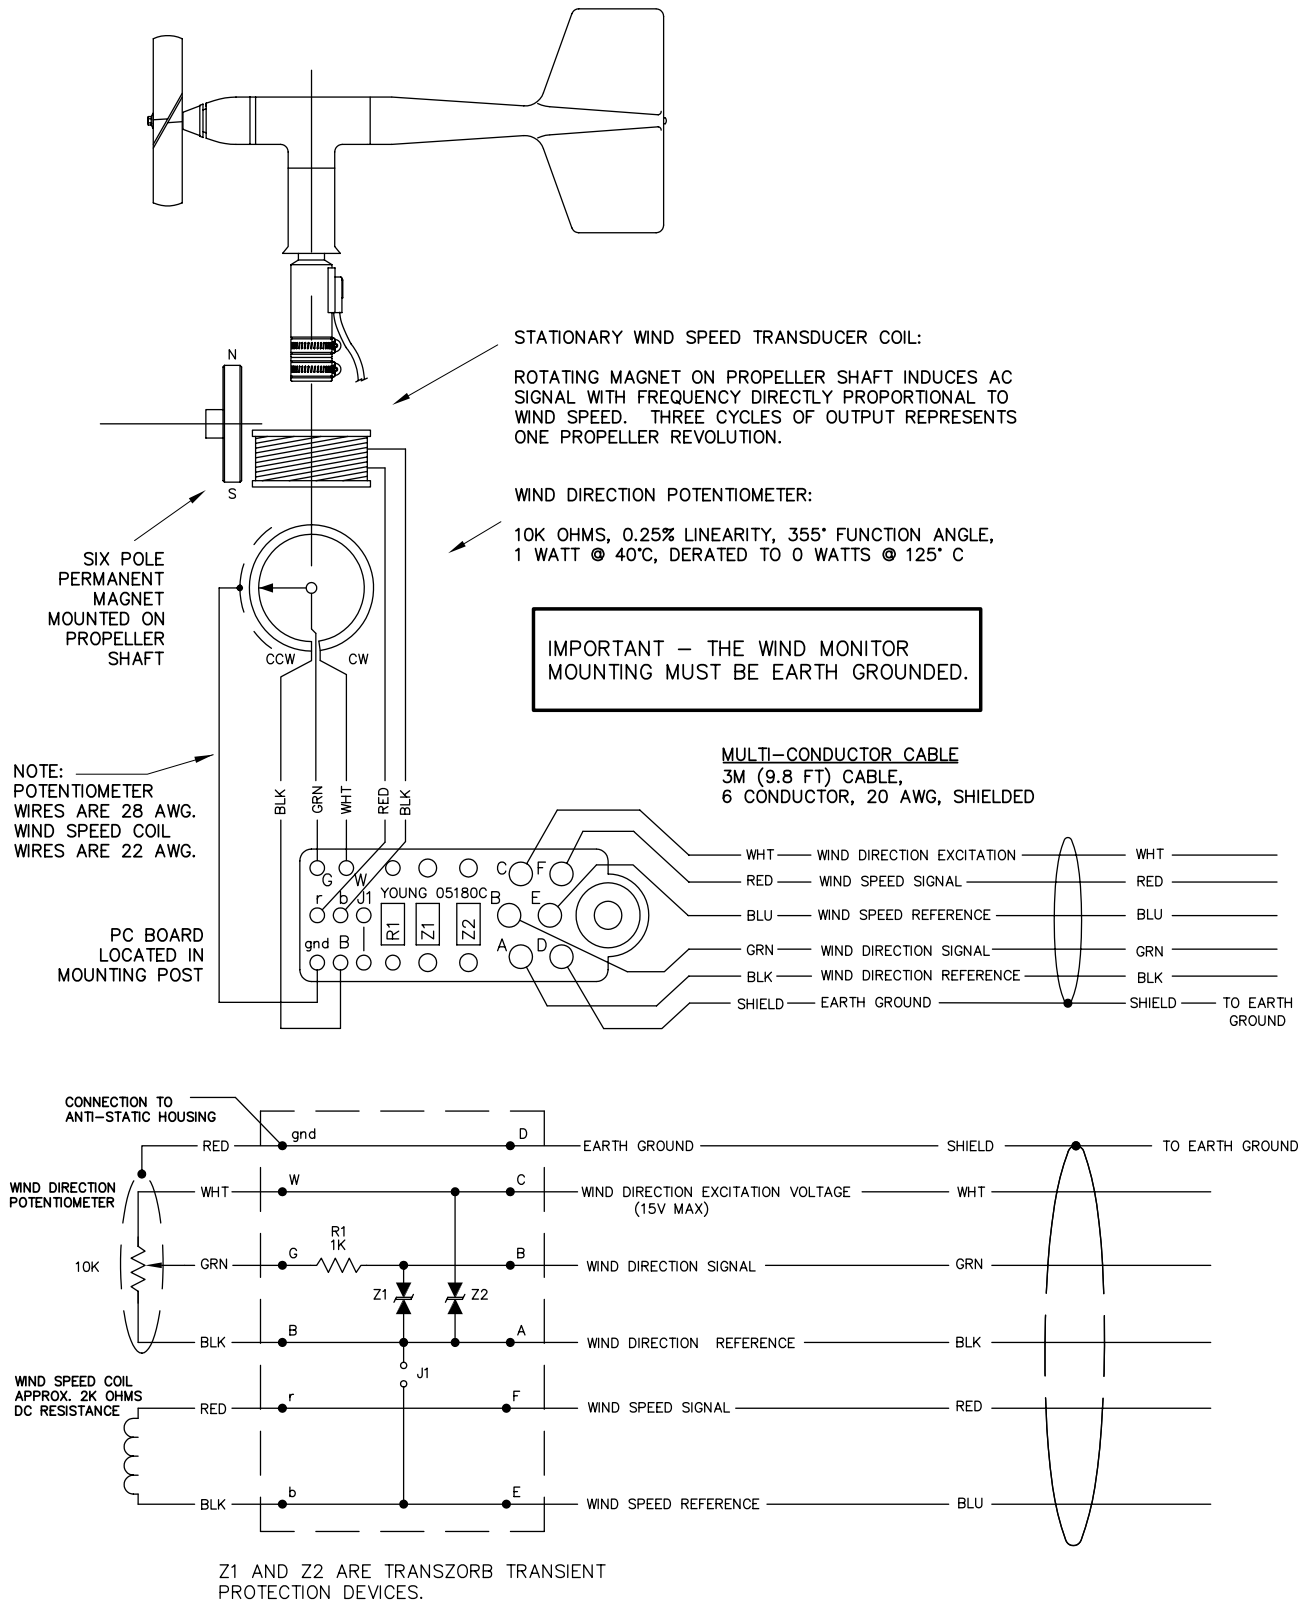 N
S
STATIONARY WIND SPEED TRANSDUCER COIL:
ROTATING MAGNET ON PROPELLER SHAFT INDUCES AC
SIGNAL WITH FREQUENCY DIRECTLY PROPORTIONAL TO
WIND SPEED. THREE CYCLES OF OUTPUT REPRESENTS
ONE PROPELLER REVOLUTION.
WIND DIRECTION POTENTIOMETER:
10K OHMS, 0.25% LINEARITY, 355° FUNCTION ANGLE,
1 WATT @ 40°C, DERATED TO 0 WATTS @ 125° C
SIX POLE
PERMANENT
MAGNET
MOUNTED ON
PROPELLER
SHAFT
CCW
CW
IMPORTANT – THE WIND MONITOR
MOUNTING MUST BE EARTH GROUNDED.
NOTE:
POTENTIOMETER
WIRES ARE 28 AWG.
WIND SPEED COIL
WIRES ARE 22 AWG.
MULTI-CONDUCTOR CABLE
3M (9.8 FT) CABLE,
6 CONDUCTOR, 20 AWG, SHIELDED
BLK
GRN
WHT
RED
BLK
G W
C F
r b J1 YOUNG 05180C
B E
R1 Z1 Z2
gnd B
A D
PC BOARD
LOCATED IN
MOUNTING POST
WHT WIND DIRECTION EXCITATION WHT
RED WIND SPEED SIGNAL RED
BLU WIND SPEED REFERENCE BLU
GRN WIND DIRECTION SIGNAL GRN
BLK WIND DIRECTION REFERENCE BLK
SHIELD EARTH GROUND SHIELD TO EARTH
GROUND
CONNECTION TO
ANTI-STATIC HOUSING
RED gnd D EARTH GROUND SHIELD TO EARTH GROUND
WIND DIRECTION
POTENTIOMETER
WHT W C WIND DIRECTION EXCITATION VOLTAGE WHT
(15V MAX)
R1
1K
10K
GRN G B WIND DIRECTION SIGNAL GRN
Z1 Z2
BLK B A WIND DIRECTION REFERENCE BLK
J1
WIND SPEED COIL
APPROX. 2K OHMS
DC RESISTANCE
RED r F WIND SPEED SIGNAL RED
BLK b E WIND SPEED REFERENCE BLU
Z1 AND Z2 ARE TRANSZORB TRANSIENT
PROTECTION DEVICES.